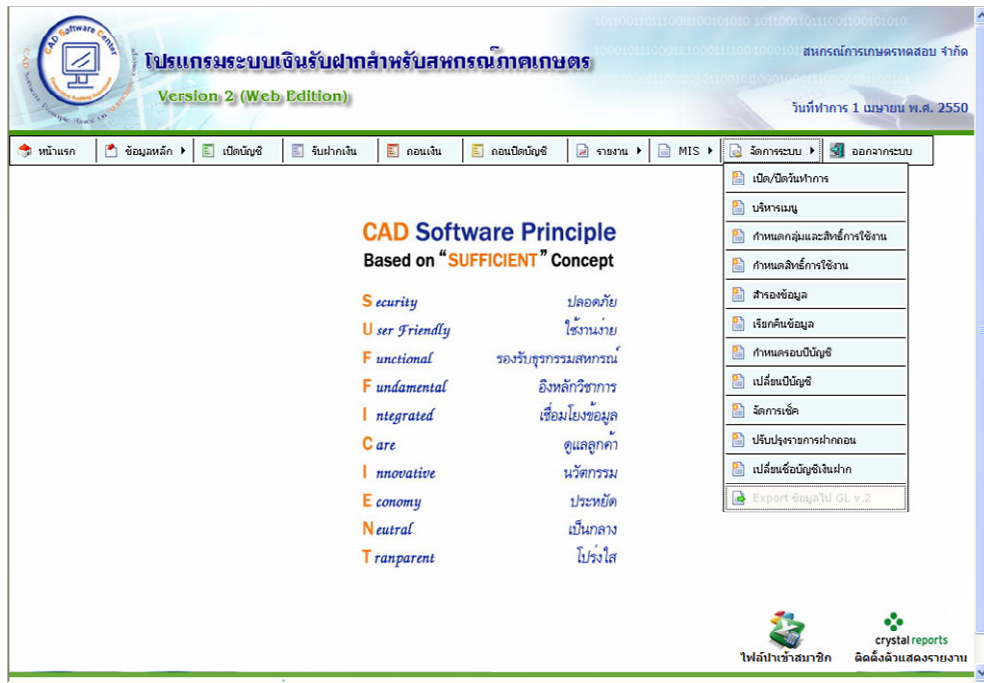 CAD Software Center
โปรแกรมระบบเงินรับฝากสำหรับสหกรณ์ภาคเกษตร
Version 2 (Web Edition)
สหกรณ์การเกษตรทดสอบ จำกัด
วันที่ทำการ 1 เมษายน พ.ศ. 2550
หน้าแรก ข้อมูลหลัก เปิดบัญชี รับฝากเงิน ถอนเงิน ถอนปิดบัญชี รายงาน MIS จัดการระบบ ออกจากระบบ
เปิด/ปิดวันทำการ
บริหารเมนู
กำหนดกลุ่มและสิทธิ์การใช้งาน
กำหนดสิทธิ์การใช้งาน
สำรองข้อมูล
เรียกคืนข้อมูล
กำหนดรอบปีบัญชี
เปลี่ยนปีบัญชี
จัดการเช็ค
ปรับปรุงรายการฝากถอน
เปลี่ยนชื่อบัญชีเงินฝาก
Export ข้อมูลไป GL v.2
CAD Software Principle
Based on "SUFFICIENT" Concept
S ecurity ปลอดภัย
U ser Friendly ใช้งานง่าย
F unctional รองรับธุรกรรมสหกรณ์
F undamental อิงหลักวิชาการ
I ntegrated เชื่อมโยงข้อมูล
C are ดูแลลูกค้า
I nnovative นวัตกรรม
E conomy ประหยัด
N eutral เป็นกลาง
T ranparent โปร่งใส
ไฟล์นำเข้าสมาชิก
crystal reports
ติดตั้งตัวแสดงรายงาน